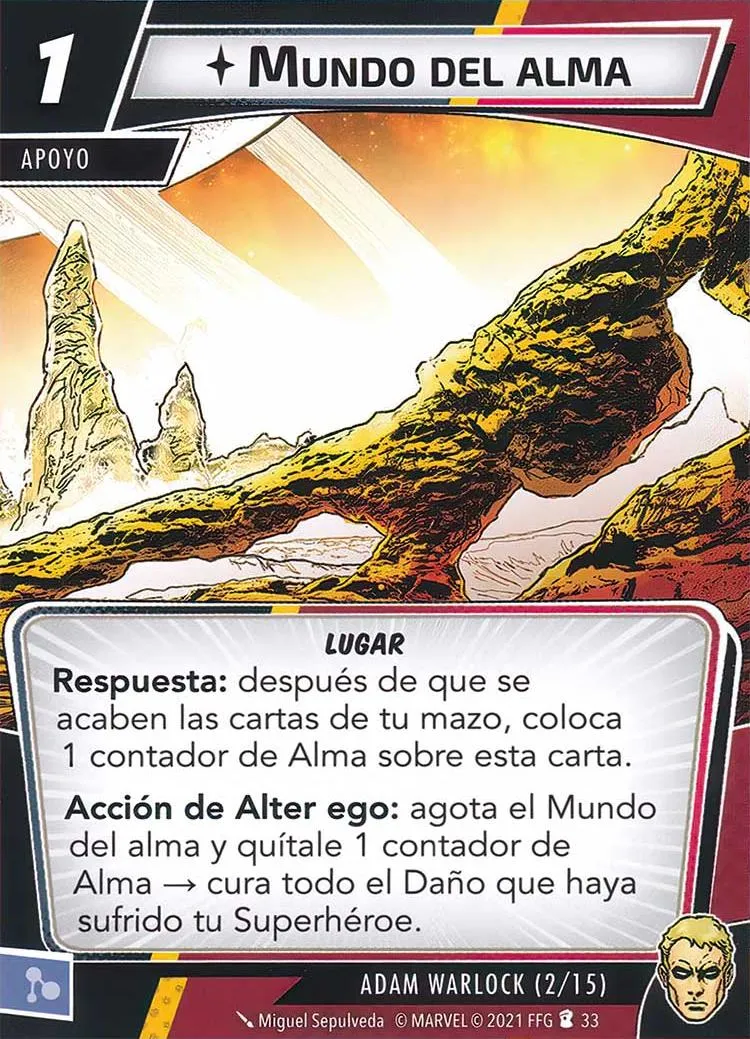 1
MUNDO DEL ALMA
APOYO
LUGAR
Respuesta: después de que se
acaben las cartas de tu mazo, coloca
1 contador de Alma sobre esta carta.
Acción de Alter ego: agota el Mundo
del alma y quítale 1 contador de
Alma → cura todo el Daño que haya
sufrido tu Superhéroe.
ADAM WARLOCK (2/15)
Miguel Sepulveda © MARVEL © 2021 FFG 33